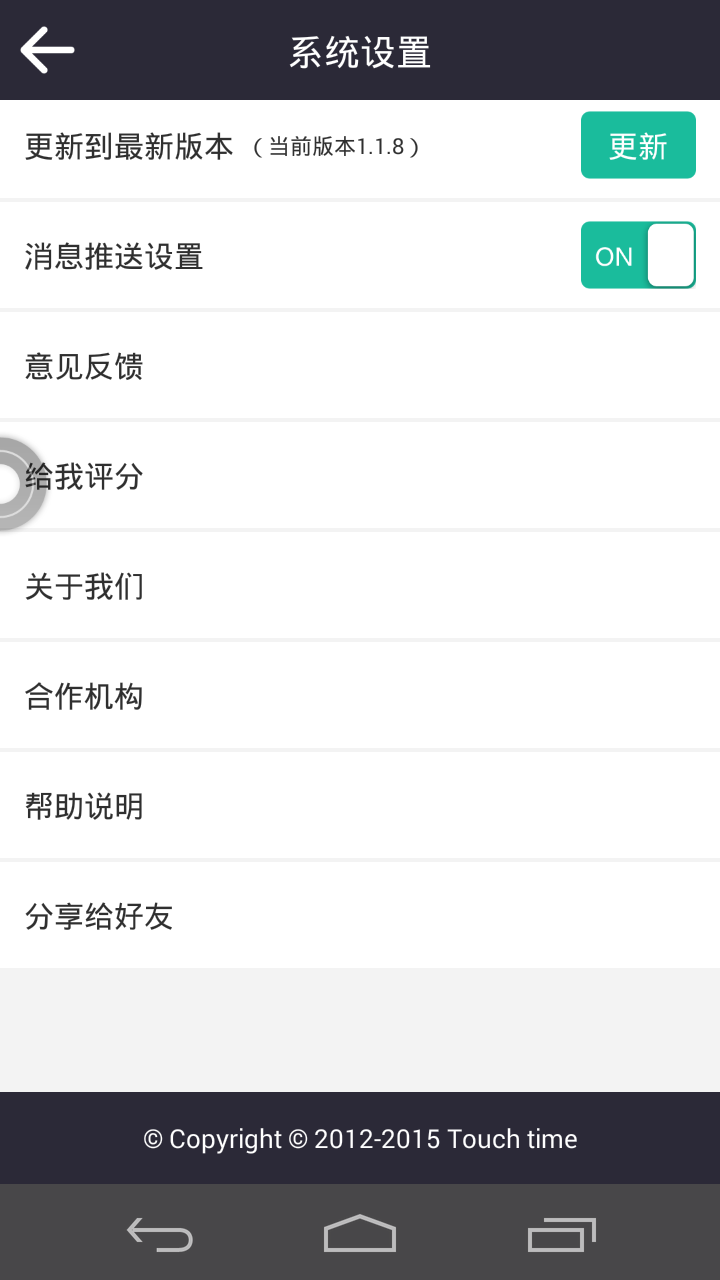 系统设置
更新到最新版本 （当前版本1.1.8） 更新
消息推送设置 ON
意见反馈
给我评分
关于我们
合作机构
帮助说明
分享给好友
© Copyright © 2012-2015 Touch time